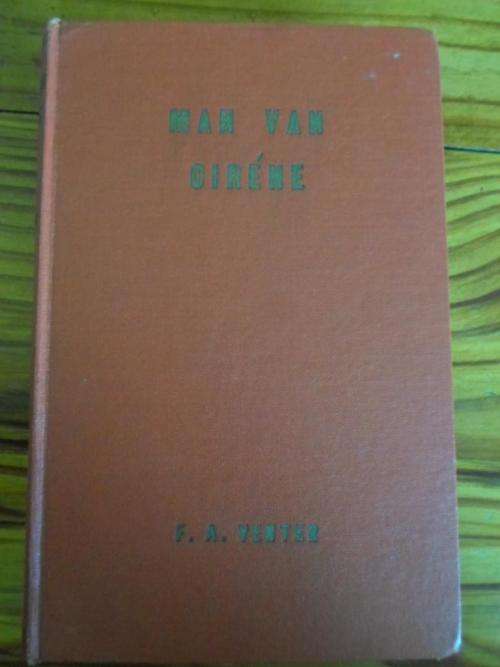 MAN VAN
CIRÉNE
F. A. VENTER